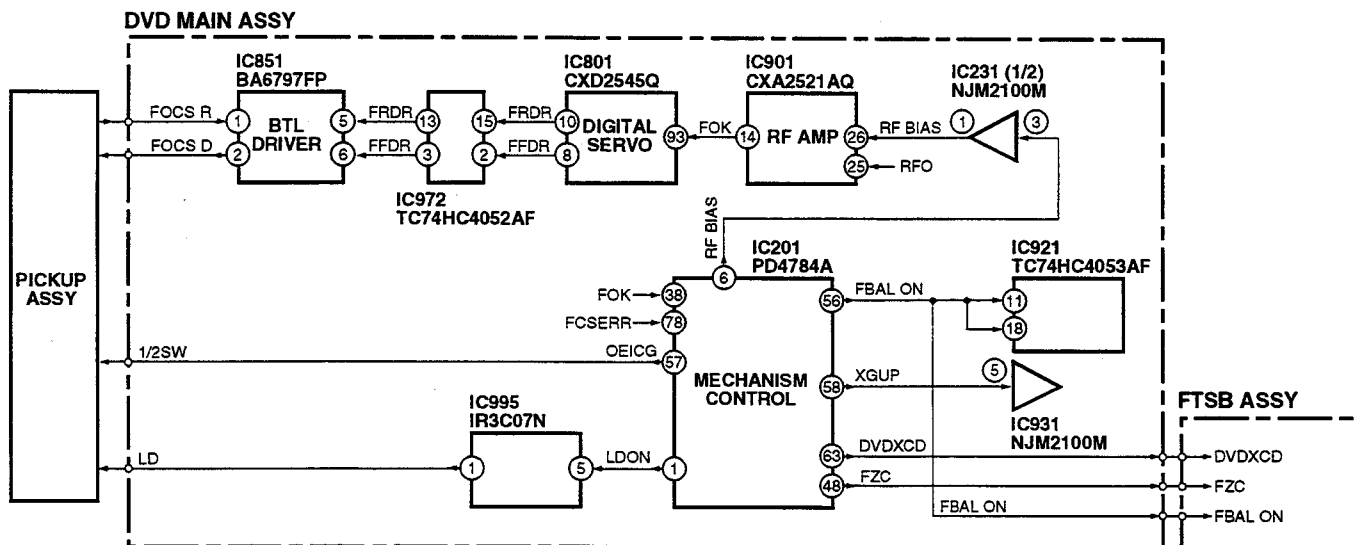 DVD MAIN ASSY
IC851
BA6797FP
IC801
CXD2545Q
IC901
CXA2521AQ
IC231 (1/2)
NJM2100M
FOCS R
1
BTL
DRIVER
5
FRDR
13
15
FRDR
10
DIGITAL
SERVO
93
FOK
14
RF AMP
26
RF BIAS
1
3
FOCS D
2
6
FFDR
3
2
FFDR
8
25
RFO
IC972
TC74HC4052AF
RF BIAS
IC201
PD4784A
IC921
TC74HC4053AF
PICKUP
ASSY
6
FOK
38
56
FBAL ON
11
FCSERR
78
18
1/2SW
OEICG
57
MECHANISM
CONTROL
58
XGUP
5
IC931
NJM2100M
FTSB ASSY
IC995
IR3C07N
LD
1
5
LDON
1
63
DVDXCD
DVDXCD
48
FZC
FZC
FBAL ON
FBAL ON